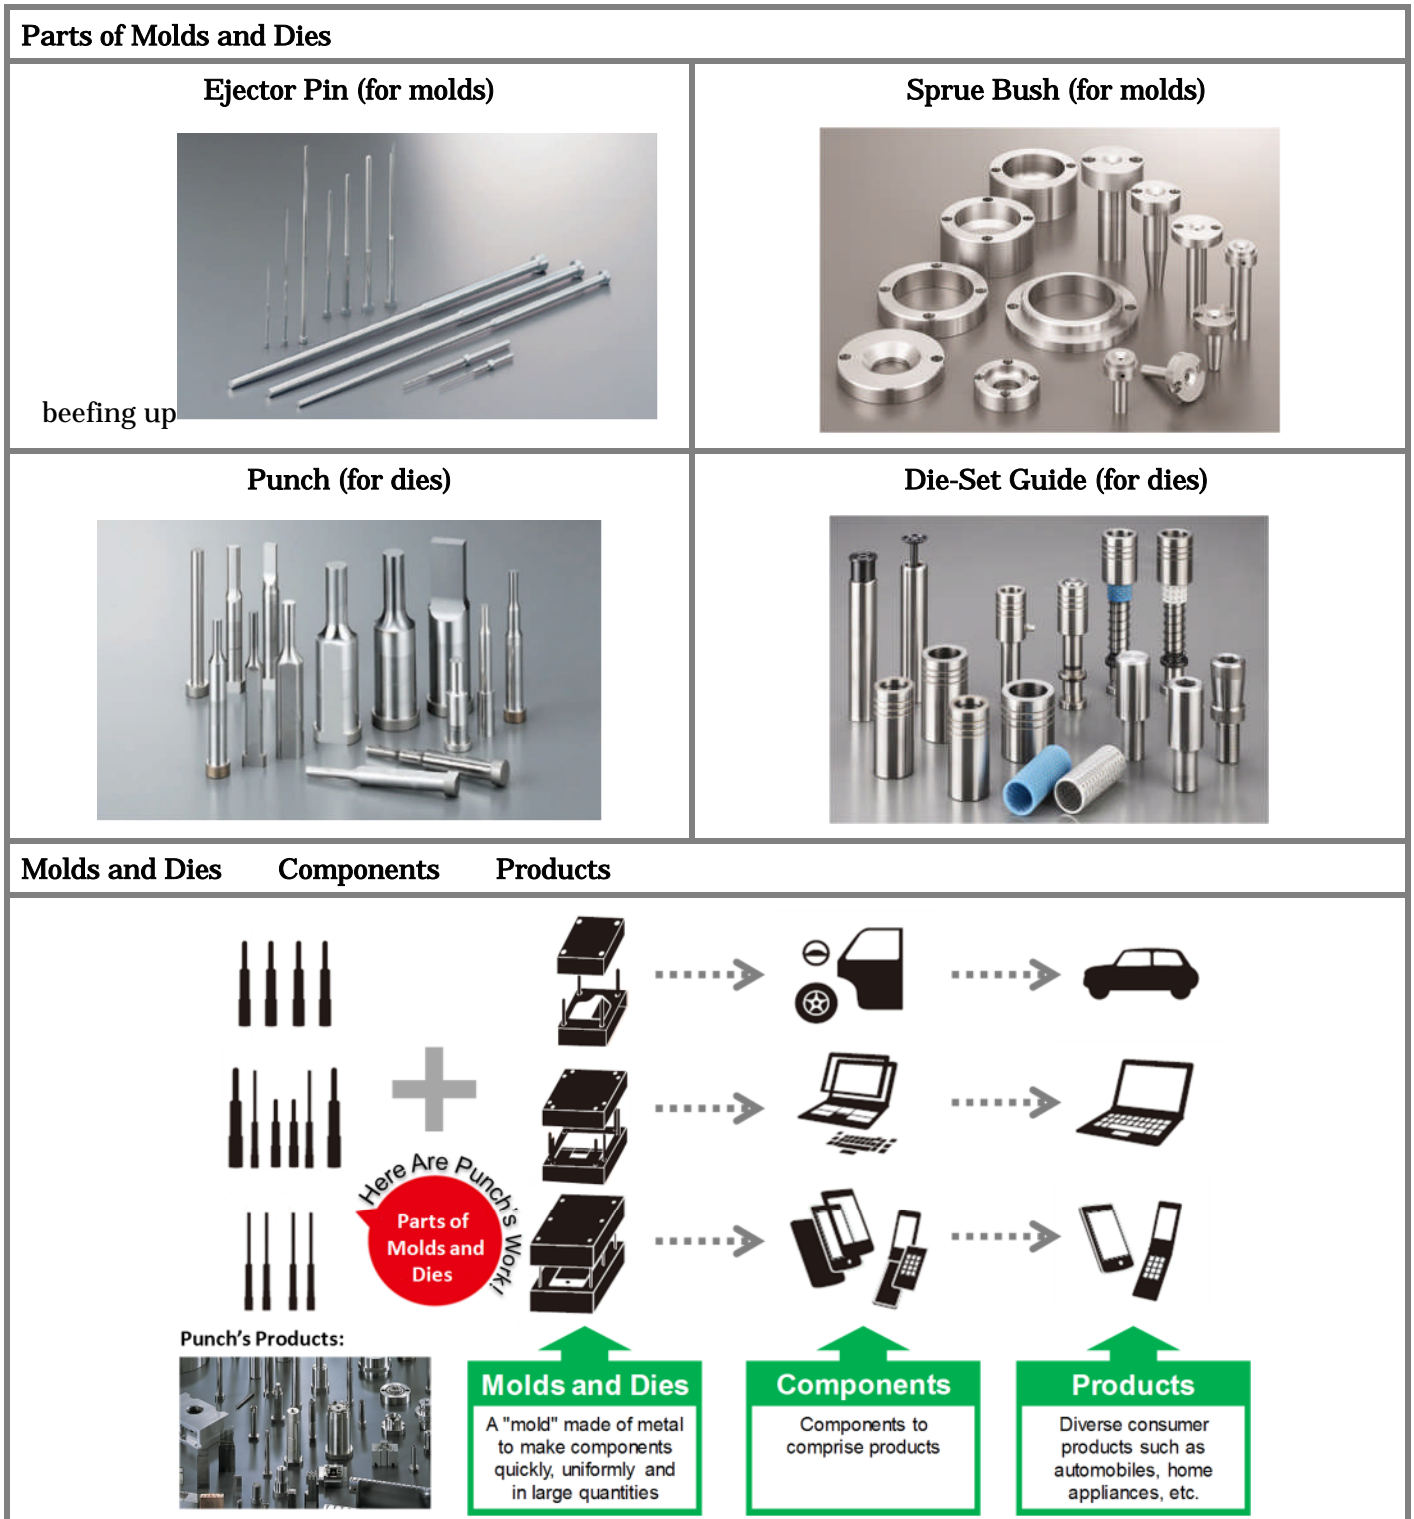 Parts of Molds and Dies
Ejector Pin (for molds)
Sprue Bush (for molds)
beefing up
Punch (for dies)
Die-Set Guide (for dies)
Molds and Dies Components Products
Here Are Punch's Work!
Parts of
Molds and
Dies
Punch's Products:
Molds and Dies
A "mold" made of metal
to make components
quickly, uniformly and
in large quantities
Components
Components to
comprise products
Products
Diverse consumer
products such as
automobiles, home
appliances, etc.